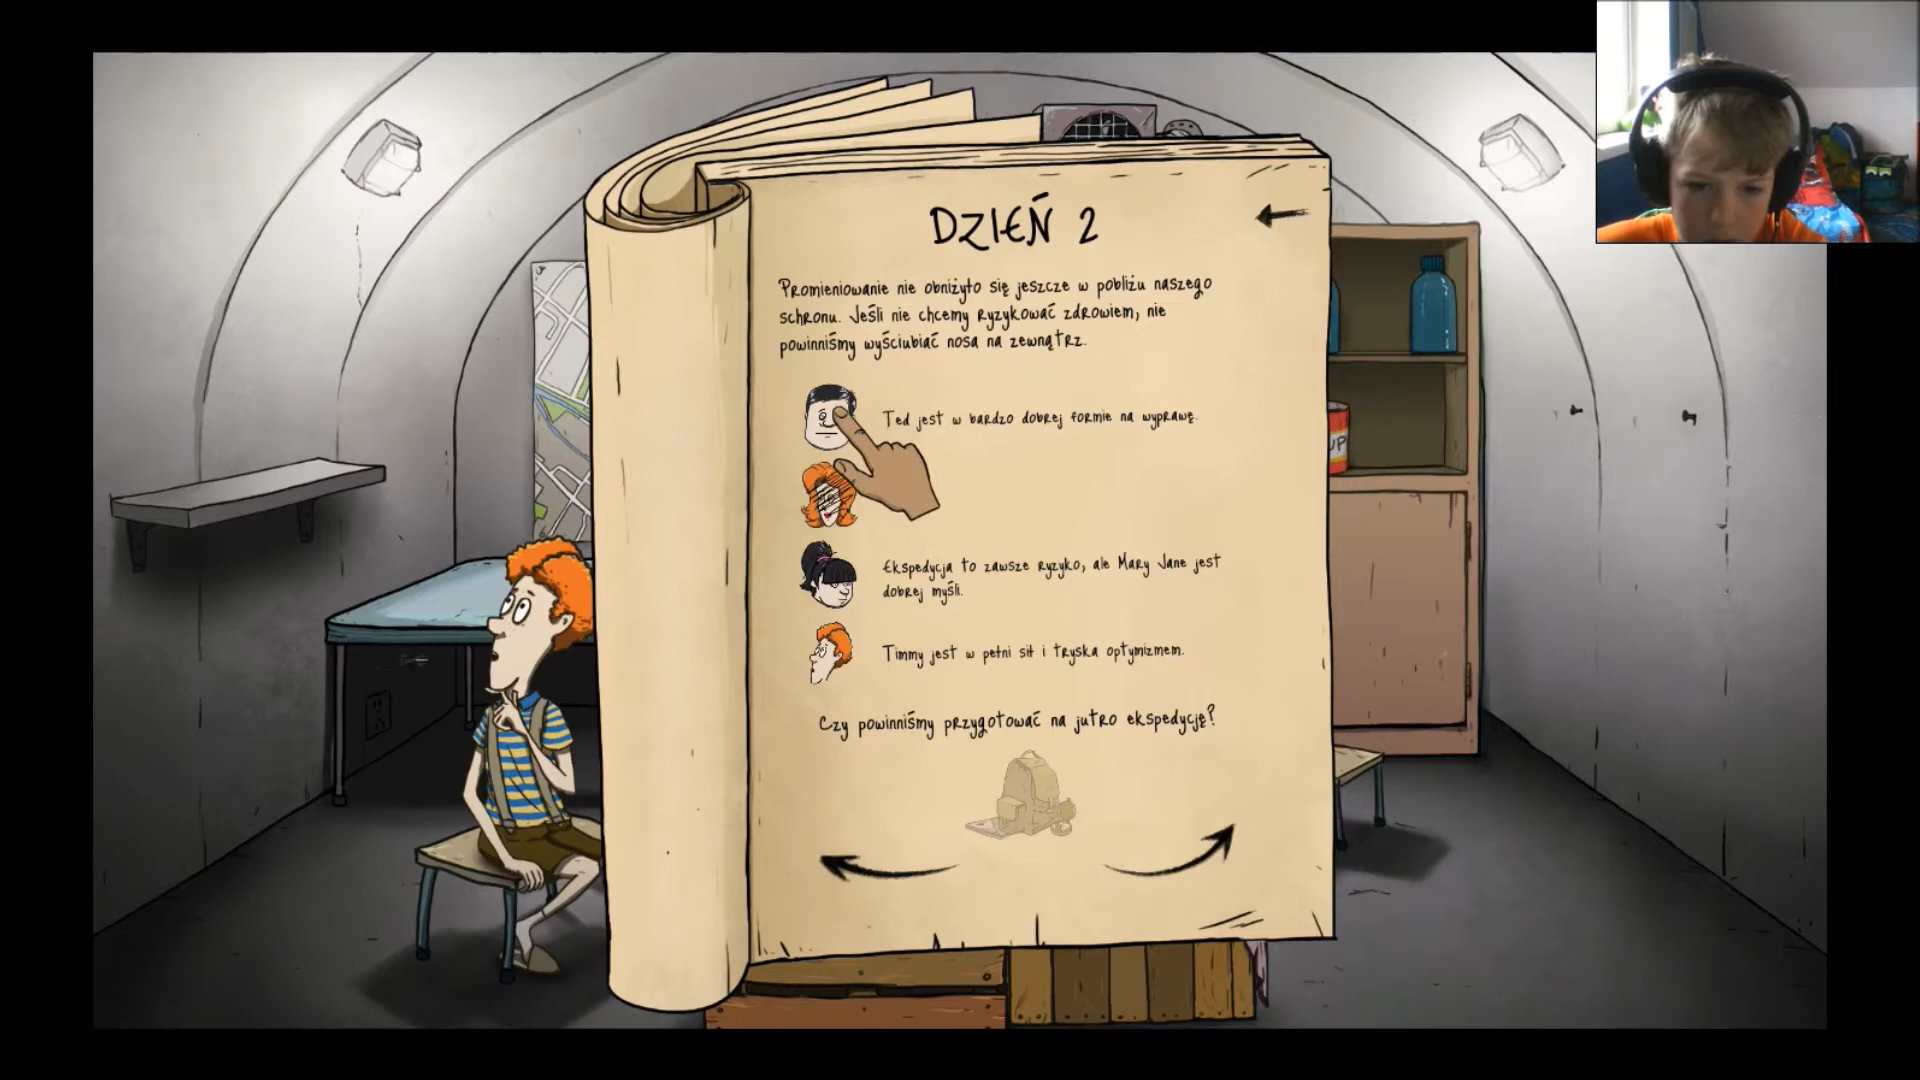 DZIEŃ 2
Promieniowanie nie obniżyło się jeszcze w pobliżu naszego
schronu. Jeśli nie chcemy ryzykować zdrowiem, nie
powinniśmy wyściubiać nosa na zewnątrz.
Ted jest w bardzo dobrej formie na wyprawę.
Ekspedycja to zawsze ryzyko, ale Mary Jane jest
dobrej myśli.
Timmy jest w pełni sił i tryska optymizmem.
Czy powinniśmy przygotować na jutro ekspedycję?
UP